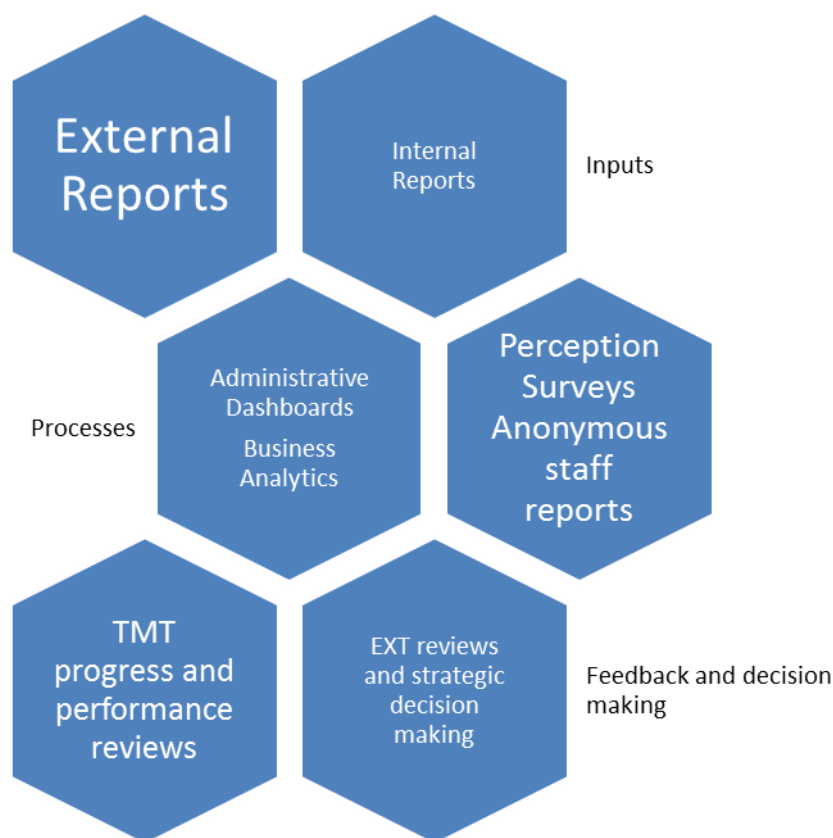 External
Reports
Internal
Reports
Inputs
Processes
Administrative
Dashboards
Business
Analytics
Perception
Surveys
Anonymous
staff
reports
TMT
progress and
performance
reviews
EXT reviews
and strategic
decision
making
Feedback and decision
making